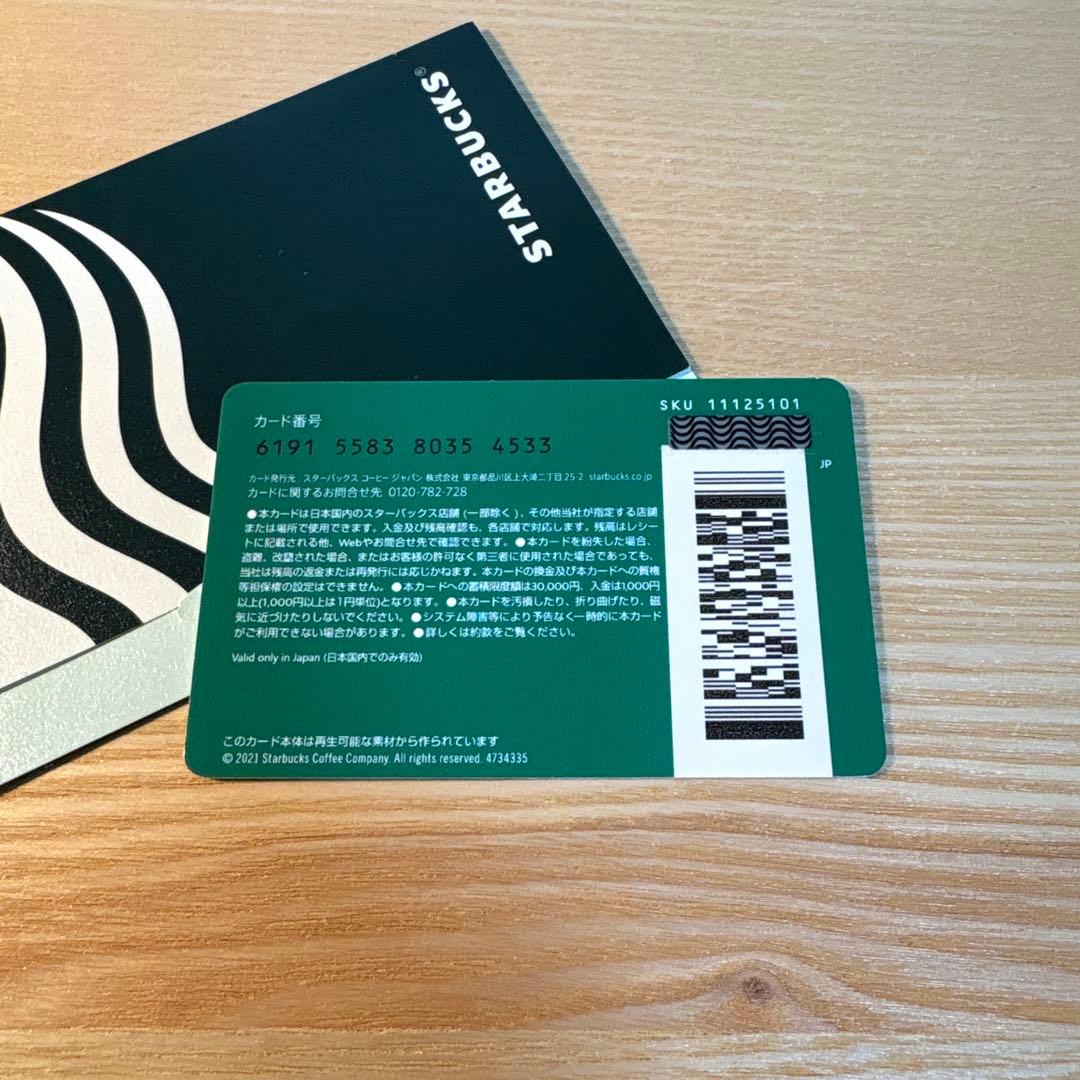 STARBUCKS®
SKU 11125101
カード番号
6191 5583 8035 4533
JP
カード発行元：スターバックス コーヒー ジャパン 株式会社 東京都品川区上大崎二丁目 25-2 starbucks.co.jp
カードに関するお問合せ先 0120-782-728
●本カードは日本国内のスターバックス店舗 (一部除く)、その他当社が指定する店舗
または場所で使用できます。入金及び残高確認も、各店舗で対応します。残高はレシー
トに記載される他、Webやお問合せ先で確認できます。●本カードを紛失した場合、
盗難、改竄された場合、またはお客様の許可なく第三者に使用された場合であっても、
当社は残高の返金または再発行には応じかねます。本カードの換金及び本カードへの質権
等担保権の設定はできません。●本カードへの蓄積限度額は30,000円、入金は1,000円
以上(1,000円以上は1円単位)となります。●本カードを汚損したり、折り曲げたり、磁
気に近づけたりしないでください。●システム障害等により予告なく一時的に本カード
がご利用できない場合があります。●詳しくは約款をご覧ください。
Valid only in Japan (日本国内でのみ有効)
このカード本体は再生可能な素材から作られています
© 2021 Starbucks Coffee Company. All rights reserved. 4734335